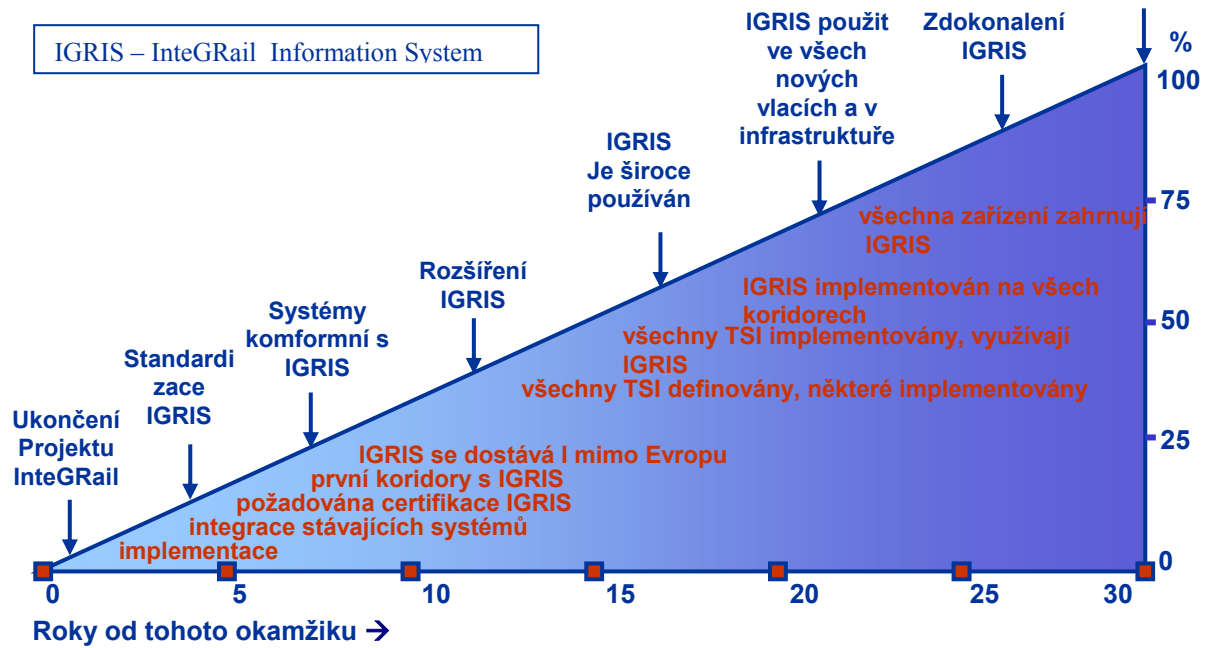 IGRIS – InteGRail Information System
IGRIS použit
ve všech
nových
vlacích a v
infrastruktuře
Zdokonalení
IGRIS
%
100
IGRIS
Je široce
používán
75
všechna zařízení zahrnují
IGRIS
Rozšíření
IGRIS
IGRIS implementován na všech
koridorech
Systémy
komformní s
IGRIS
50
všechny TSI implementovány, využívají
IGRIS
Standardi
zace
IGRIS
všechny TSI definovány, některé implementovány
Ukončení
Projektu
InteGRail
25
IGRIS se dostává I mimo Evropu
první koridory s IGRIS
požadována certifikace IGRIS
integrace stávajících systémů
implementace
0
0 5 10 15 20 25 30
Roky od tohoto okamžiku →